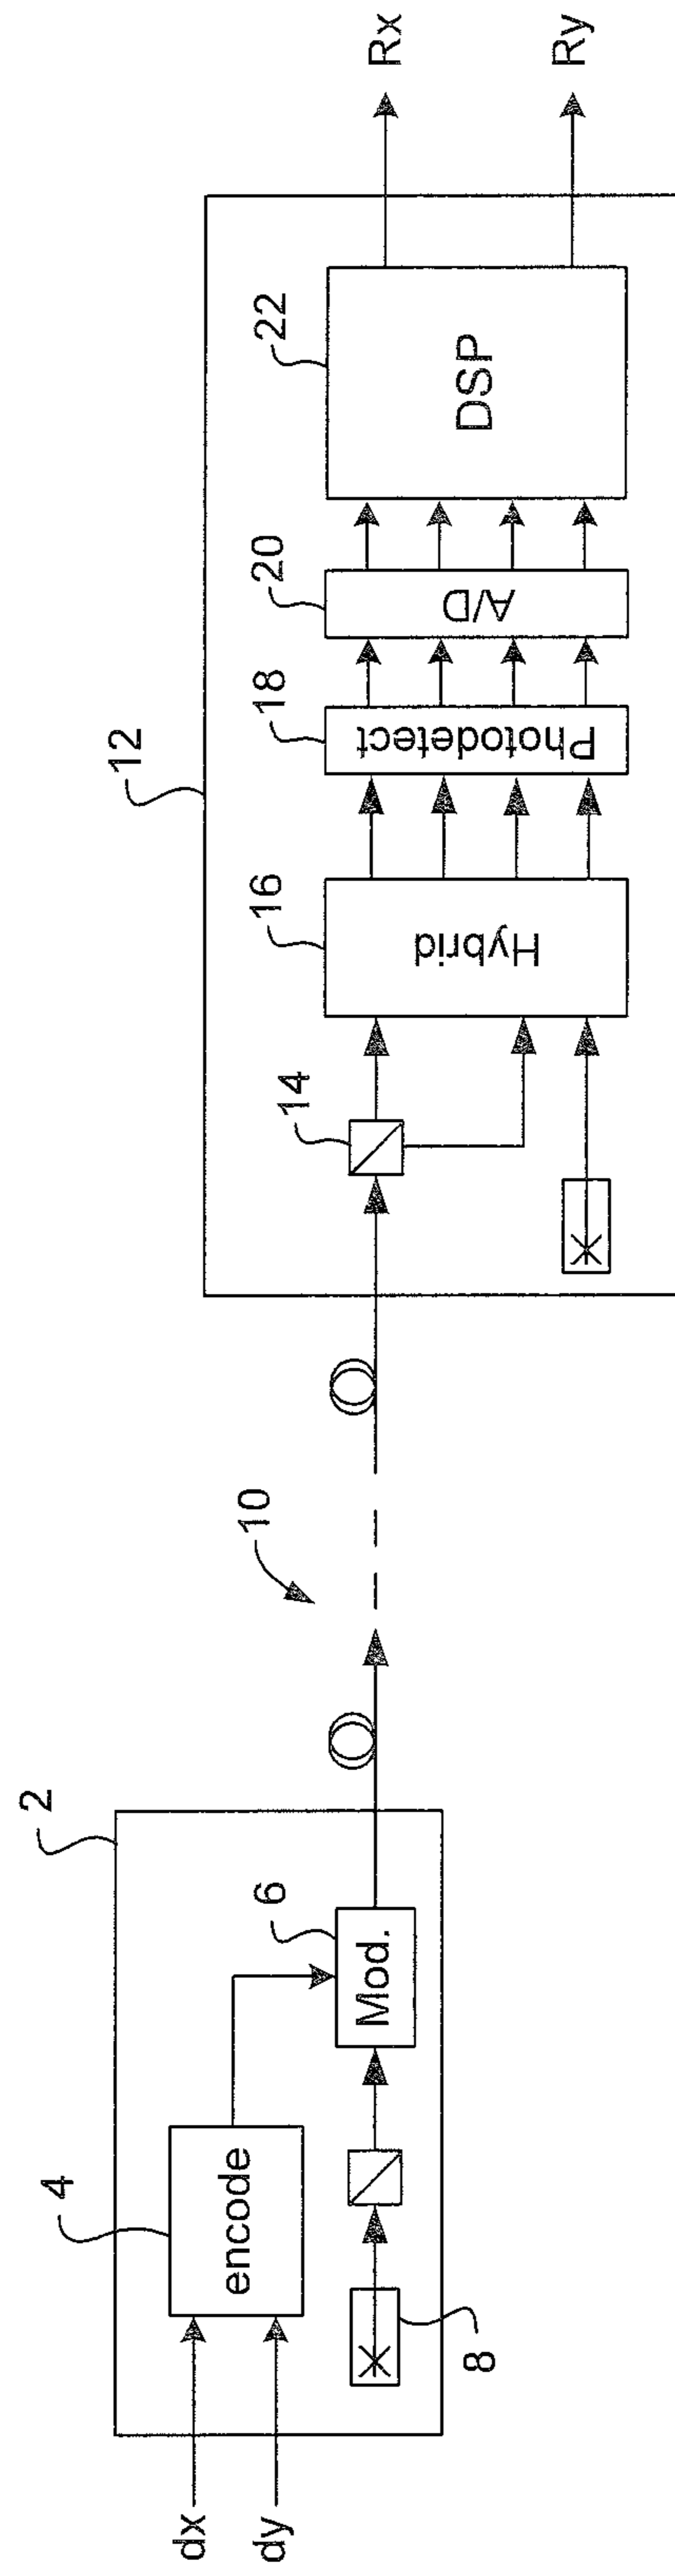 dx
dy
2
4
encode
6
Mod.
8
10
12
14
16
Hybrid
18
Photodetect
20
A/D
22
DSP
Rx
Ry